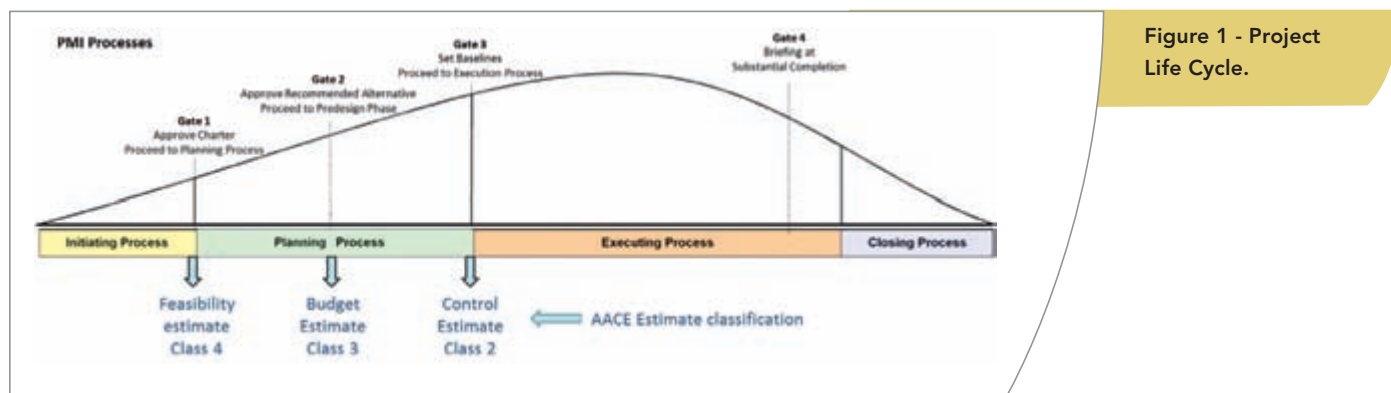 Figure 1 - Project
Life Cycle.
PMI Processes
Gate 1
Approve Charter
Proceed to Planning Process
Gate 2
Approve Recommended Alternative
Proceed to Predesign Phase
Gate 3
Set Baselines
Proceed to Execution Process
Gate 4
Briefing at
Substantial Completion
Initiating Process
Planning Process
Executing Process
Closing Process
Feasibility
estimate
Class 4
Budget
Estimate
Class 3
Control
Estimate
Class 2
AACE Estimate classification